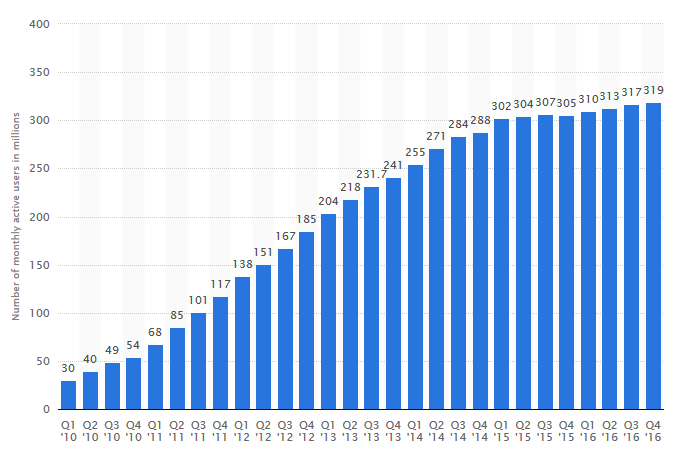 Number of monthly active users in millions
400
350
300
250
200
150
100
50
0
30
40
49
54
68
85
101
117
138
151
167
185
204
218
231.7
241
255
271
284
288
302
304
307
305
310
313
317
319
Q1 '10
Q2 '10
Q3 '10
Q4 '10
Q1 '11
Q2 '11
Q3 '11
Q4 '11
Q1 '12
Q2 '12
Q3 '12
Q4 '12
Q1 '13
Q2 '13
Q3 '13
Q4 '13
Q1 '14
Q2 '14
Q3 '14
Q4 '14
Q1 '15
Q2 '15
Q3 '15
Q4 '15
Q1 '16
Q2 '16
Q3 '16
Q4 '16